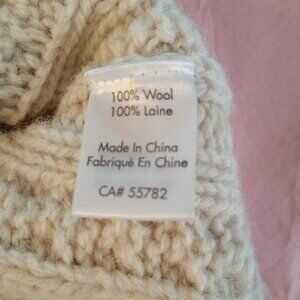 100% Wool
100% Laine
Made In China
Fabriqué En Chine
CA# 55782